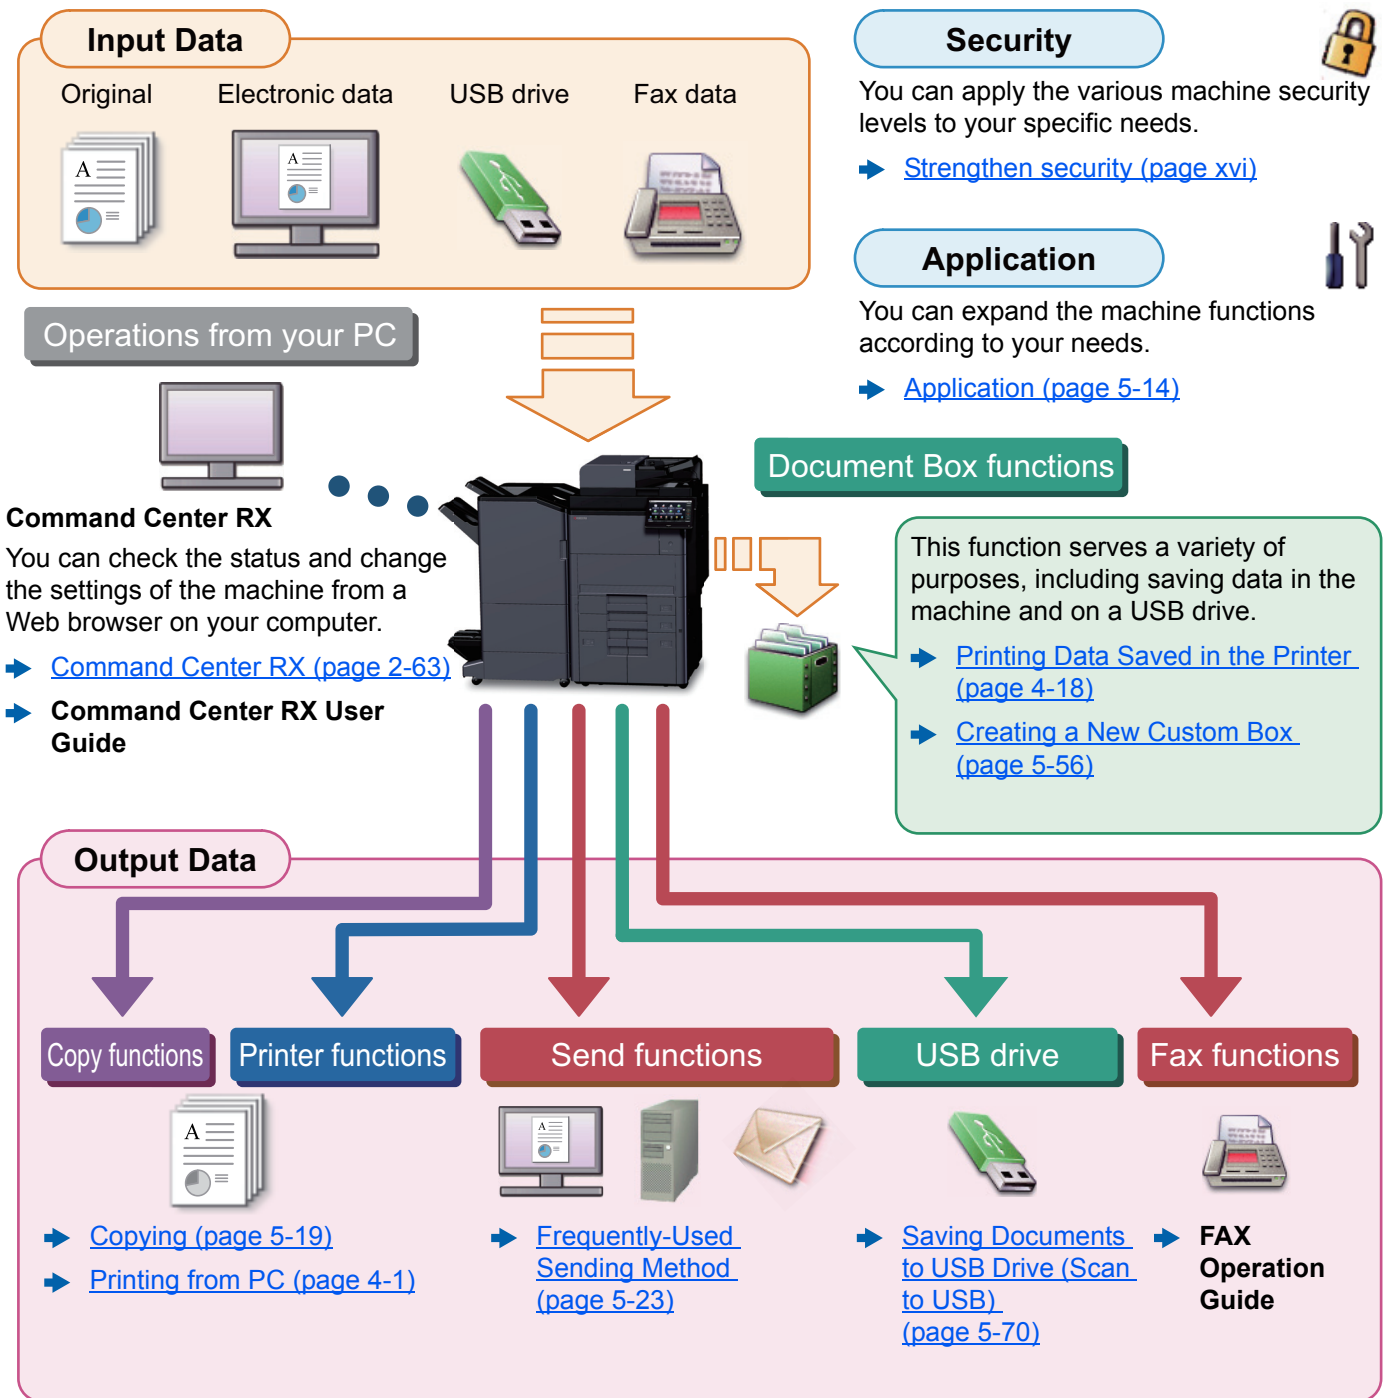 Input Data
Original
Electronic data
USB drive
Fax data
Security
You can apply the various machine security
levels to your specific needs.
Strengthen security (page xvi)
Application
You can expand the machine functions
according to your needs.
Application (page 5-14)
Operations from your PC
Command Center RX
You can check the status and change
the settings of the machine from a
Web browser on your computer.
Command Center RX (page 2-63)
Command Center RX User
Guide
Document Box functions
This function serves a variety of
purposes, including saving data in the
machine and on a USB drive.
Printing Data Saved in the Printer
(page 4-18)
Creating a New Custom Box
(page 5-56)
Output Data
Copy functions
Printer functions
Send functions
USB drive
Fax functions
Copying (page 5-19)
Printing from PC (page 4-1)
Frequently-Used
Sending Method
(page 5-23)
Saving Documents
to USB Drive (Scan
to USB)
(page 5-70)
FAX
Operation
Guide
A
A
A
A